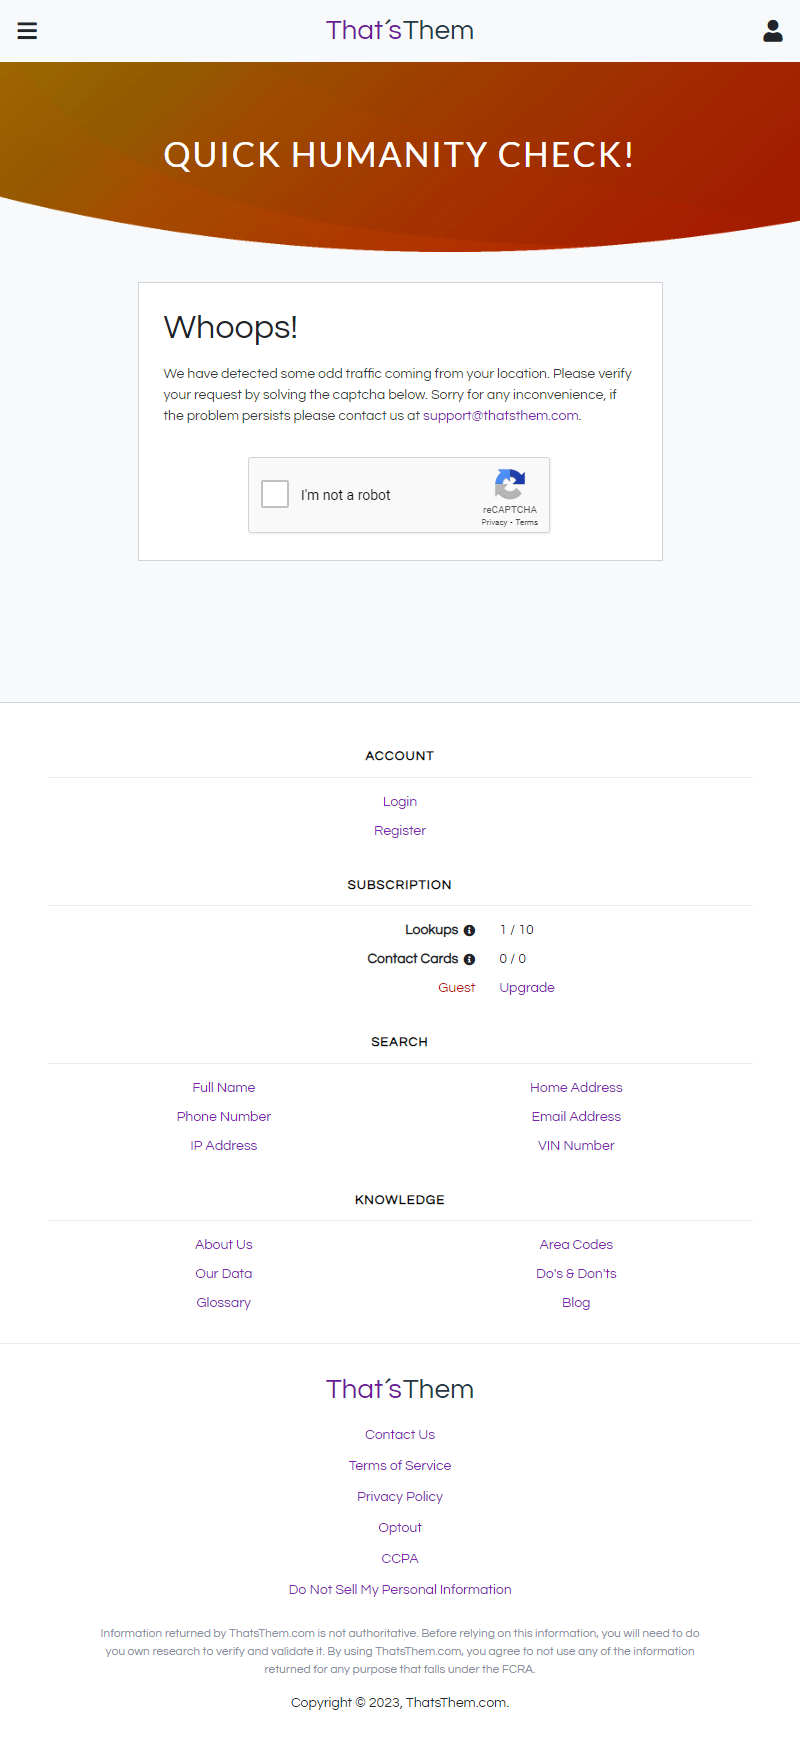 That´sThem
QUICK HUMANITY CHECK!
Whoops!
We have detected some odd traffic coming from your location. Please verify
your request by solving the captcha below. Sorry for any inconvenience, if
the problem persists please contact us at support@thatsthem.com.
I'm not a robot
reCAPTCHA
Privacy - Terms
ACCOUNT
Login
Register
SUBSCRIPTION
Lookups 1 / 10
Contact Cards 0 / 0
Guest Upgrade
SEARCH
Full Name Home Address
Phone Number Email Address
IP Address VIN Number
KNOWLEDGE
About Us Area Codes
Our Data Do's & Don'ts
Glossary Blog
That´sThem
Contact Us
Terms of Service
Privacy Policy
Optout
CCPA
Do Not Sell My Personal Information
Information returned by ThatsThem.com is not authoritative. Before relying on this information, you will need to do
you own research to verify and validate it. By using ThatsThem.com, you agree to not use any of the information
returned for any purpose that falls under the FCRA.
Copyright © 2023, ThatsThem.com.